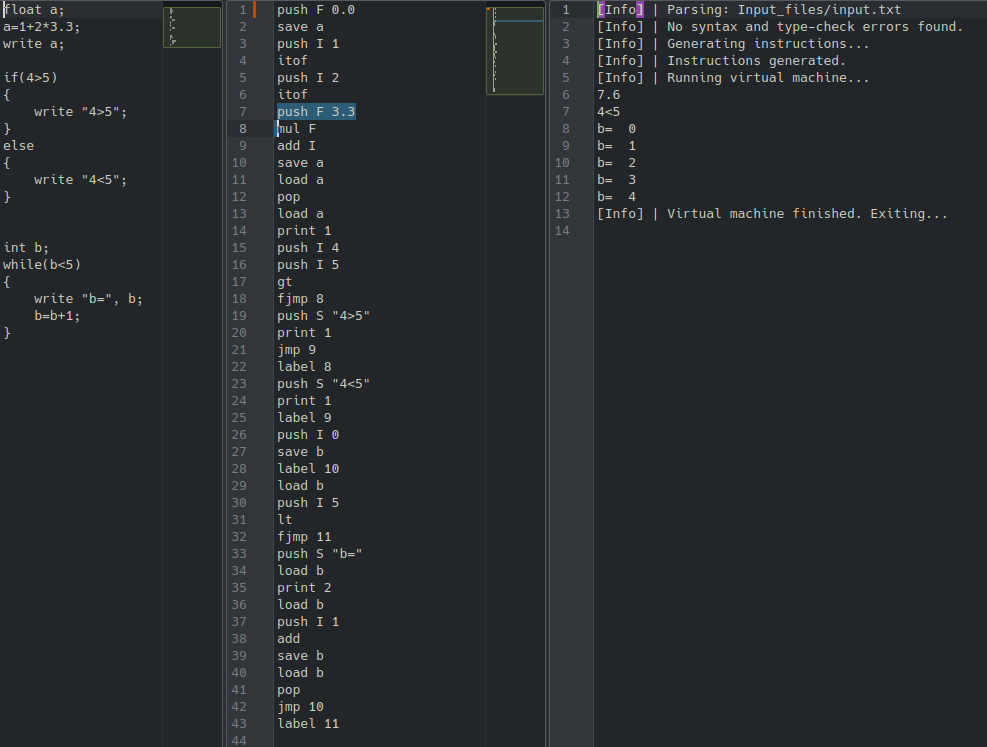 float a;
a=1+2*3.3;
write a;
if(4>5)
{
    write "4>5";
}
else
{
    write "4<5";
}
int b;
while(b<5)
{
    write "b=", b;
    b=b+1;
}
1 push F 0.0
2 save a
3 push I 1
4 itof
5 push I 2
6 itof
7 push F 3.3
8 mul F
9 add I
10 save a
11 load a
12 pop
13 load a
14 print 1
15 push I 4
16 push I 5
17 gt
18 fjmp 8
19 push S "4>5"
20 print 1
21 jmp 9
22 label 8
23 push S "4<5"
24 print 1
25 label 9
26 push I 0
27 save b
28 label 10
29 load b
30 push I 5
31 lt
32 fjmp 11
33 push S "b="
34 load b
35 print 2
36 load b
37 push I 1
38 add
39 save b
40 load b
41 pop
42 jmp 10
43 label 11
44
1 [Info] | Parsing: Input_files/input.txt
2 [Info] | No syntax and type-check errors found.
3 [Info] | Generating instructions...
4 [Info] | Instructions generated.
5 [Info] | Running virtual machine...
6 7.6
7 4<5
8 b=  0
9 b=  1
10 b=  2
11 b=  3
12 b=  4
13 [Info] | Virtual machine finished. Exiting...
14